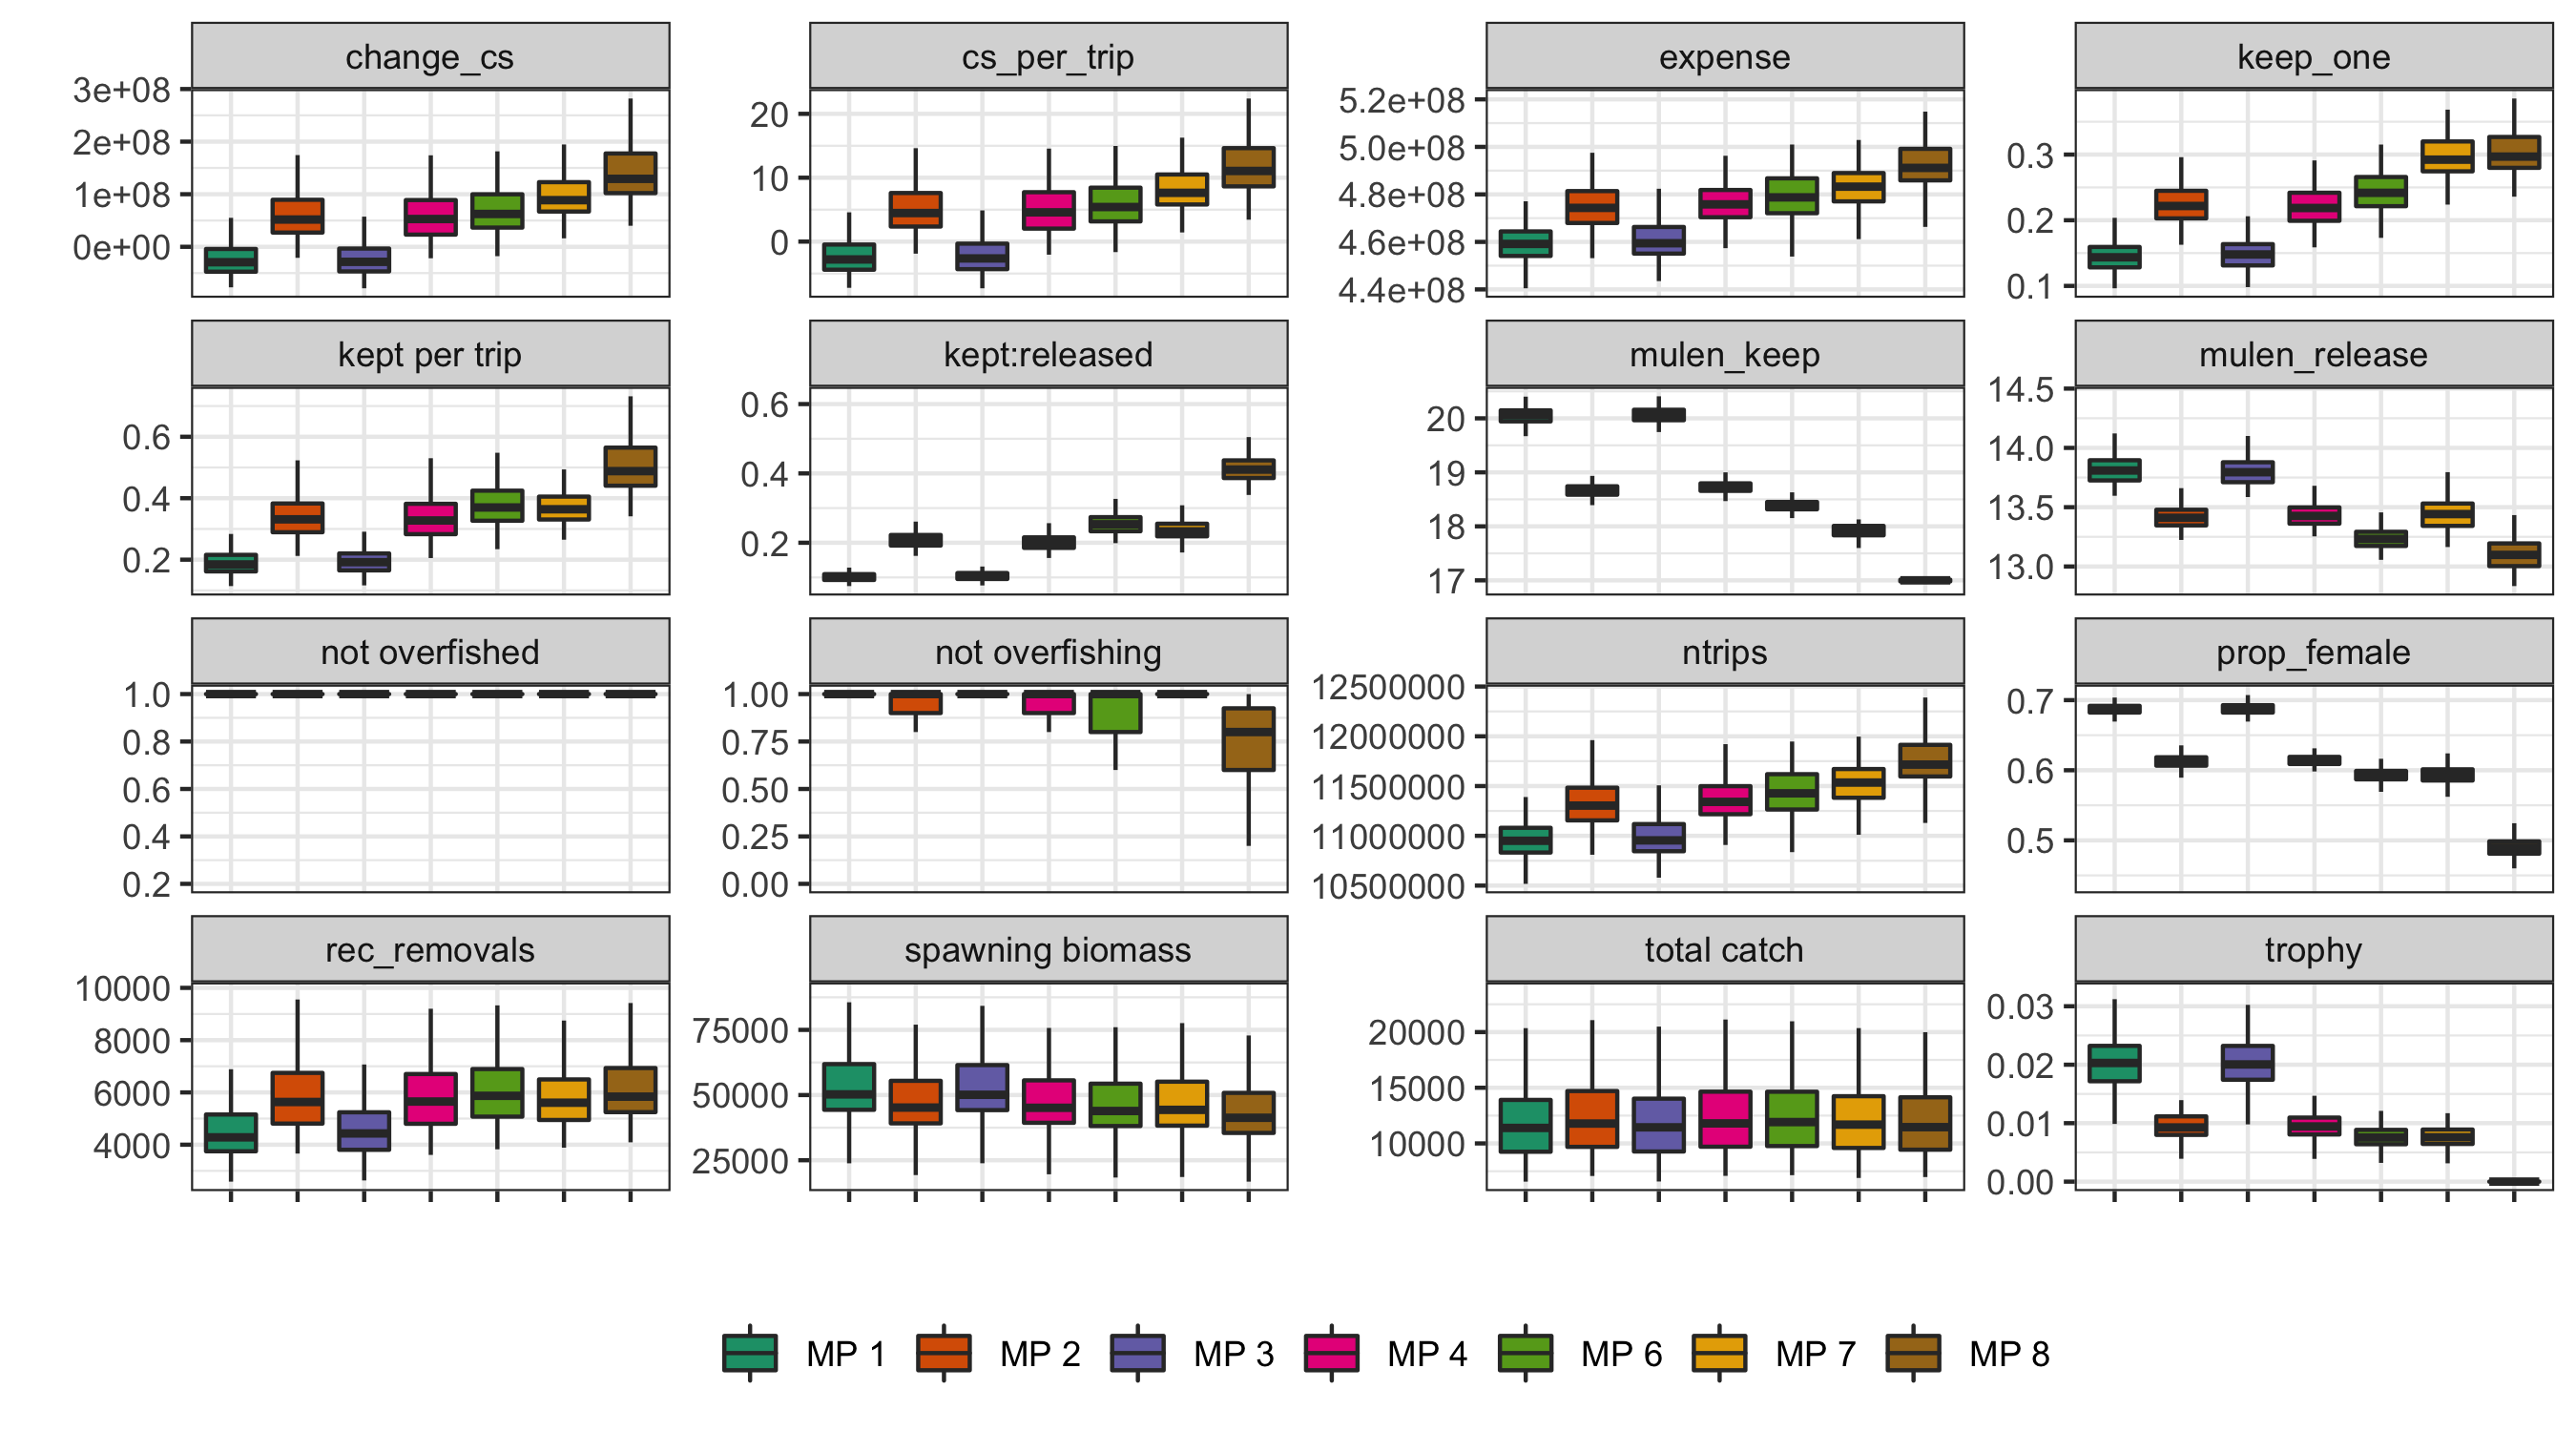 change_cs
cs_per_trip
expense
keep_one
3e+08
2e+08
1e+08
0e+00
20
10
0
5.2e+08
5.0e+08
4.8e+08
4.6e+08
4.4e+08
0.3
0.2
0.1
kept per trip
kept:released
mulen_keep
mulen_release
0.6
0.4
0.2
0.6
0.4
0.2
20
19
18
17
14.5
14.0
13.5
13.0
not overfished
not overfishing
ntrips
prop_female
1.0
0.8
0.6
0.4
0.2
1.00
0.75
0.50
0.25
0.00
12500000
12000000
11500000
11000000
10500000
0.7
0.6
0.5
rec_removals
spawning biomass
total catch
trophy
10000
8000
6000
4000
75000
50000
25000
20000
15000
10000
0.03
0.02
0.01
0.00
MP 1
MP 2
MP 3
MP 4
MP 6
MP 7
MP 8